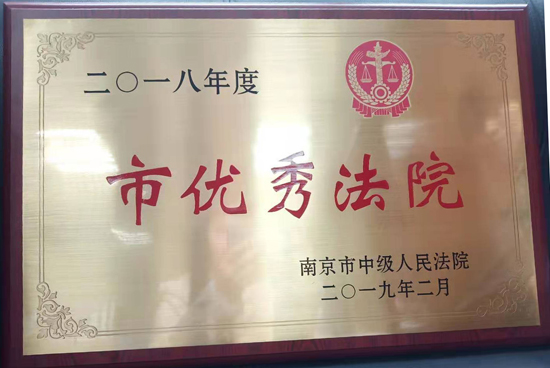 二〇一八年度
市优秀法院
南京市中级人民法院
二〇一九年二月